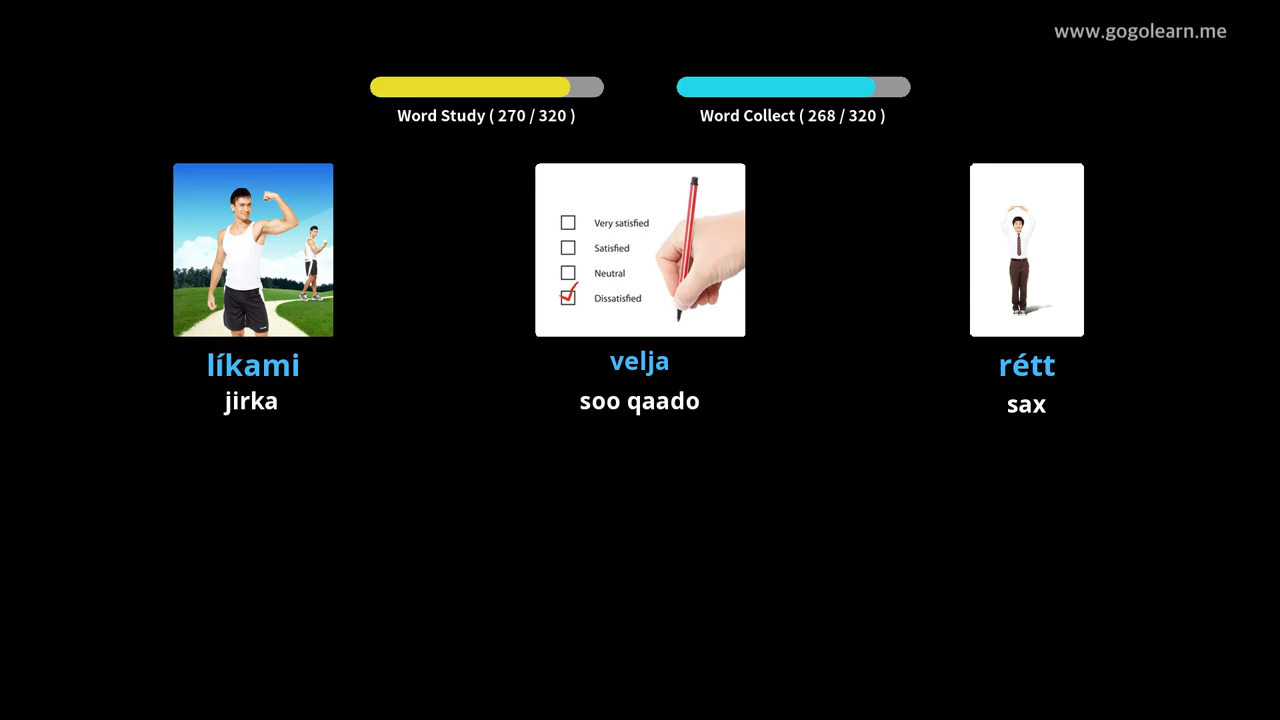 www.gogolearn.me
Word Study ( 270 / 320 )
Word Collect ( 268 / 320 )
Very satisfied
Satisfied
Neutral
Dissatisfied
líkami
velja
rétt
jirka
soo qaado
sax